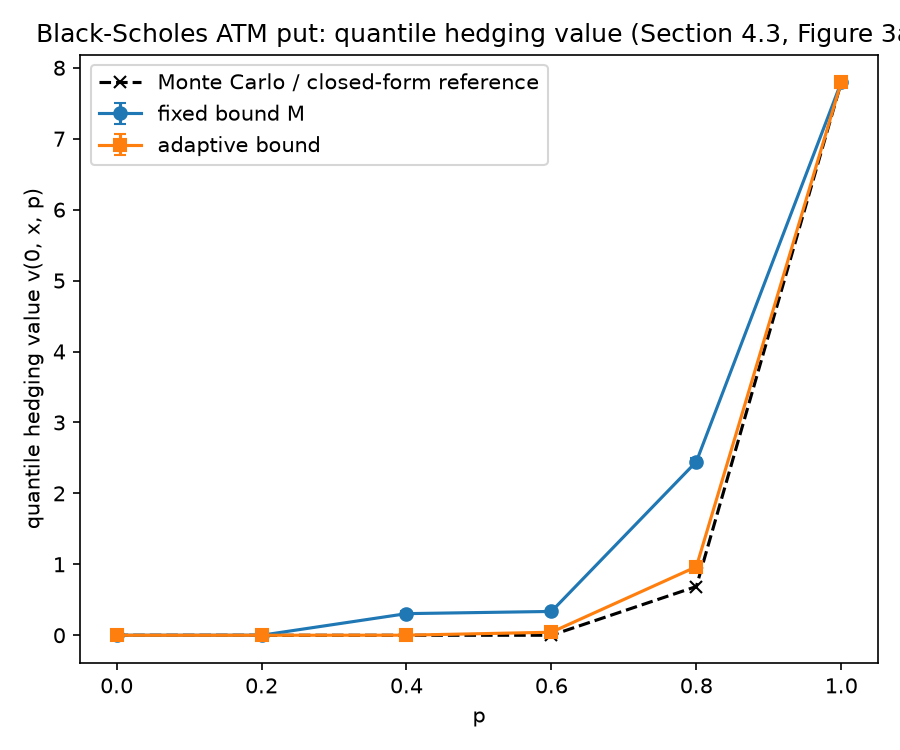 Black-Scholes ATM put: quantile hedging value (Section 4.3, Figure 3a
Monte Carlo / closed-form reference
fixed bound M
adaptive bound
quantile hedging value v(0, x, p)
8
7
6
5
4
3
2
1
0
0.0 0.2 0.4 0.6 0.8 1.0
p